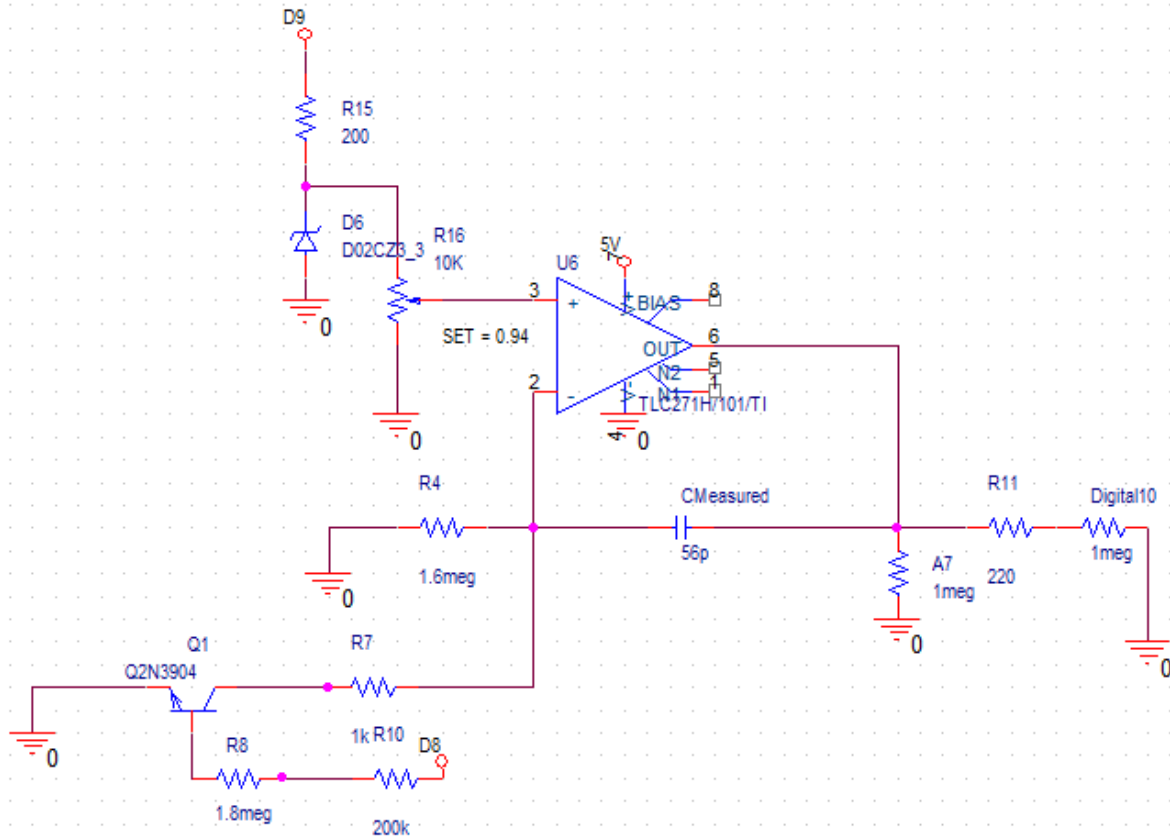 D9
R15
200
D6
D02CZ3_3
R16
10K
5V
7
U6
3
+
+
V
BIAS
8
SET = 0.94
OUT
6
N2
5
2
-
V
-
N1
1
TLC271H/101/TI
0
0
4
0
R4
CMeasured
R11
Digital10
1.6meg
56p
A7
1meg
220
1meg
0
0
0
Q1
Q2N3904
R7
0
1k
R10
D8
R8
1.8meg
200k